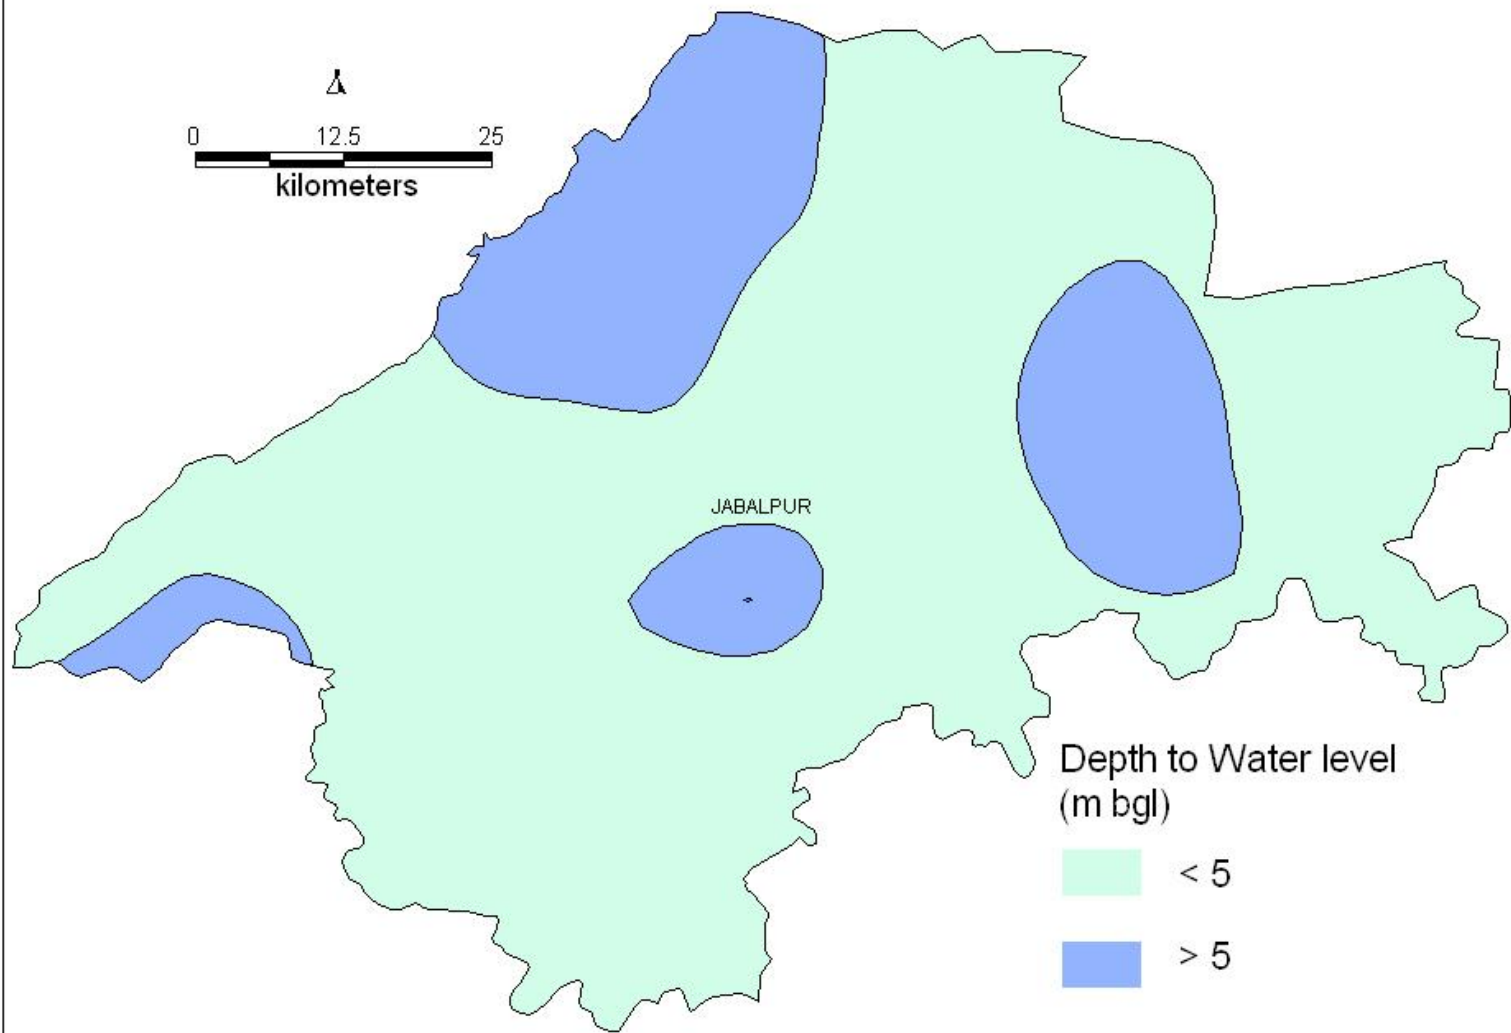 0 12.5 25
kilometers
JABALPUR
Depth to Water level
(m bgl)
< 5
> 5